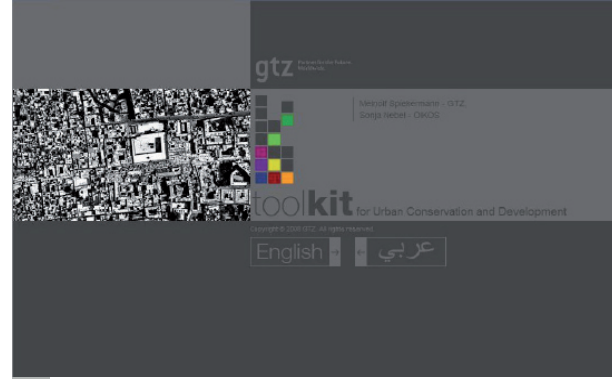 gtz
Meinolf Spiekermann - GTZ
Sonja Nebel - OIKOS
toolkit for Urban Conservation and Development
Copyright © 2006 GTZ. All rights reserved.
English
عربي